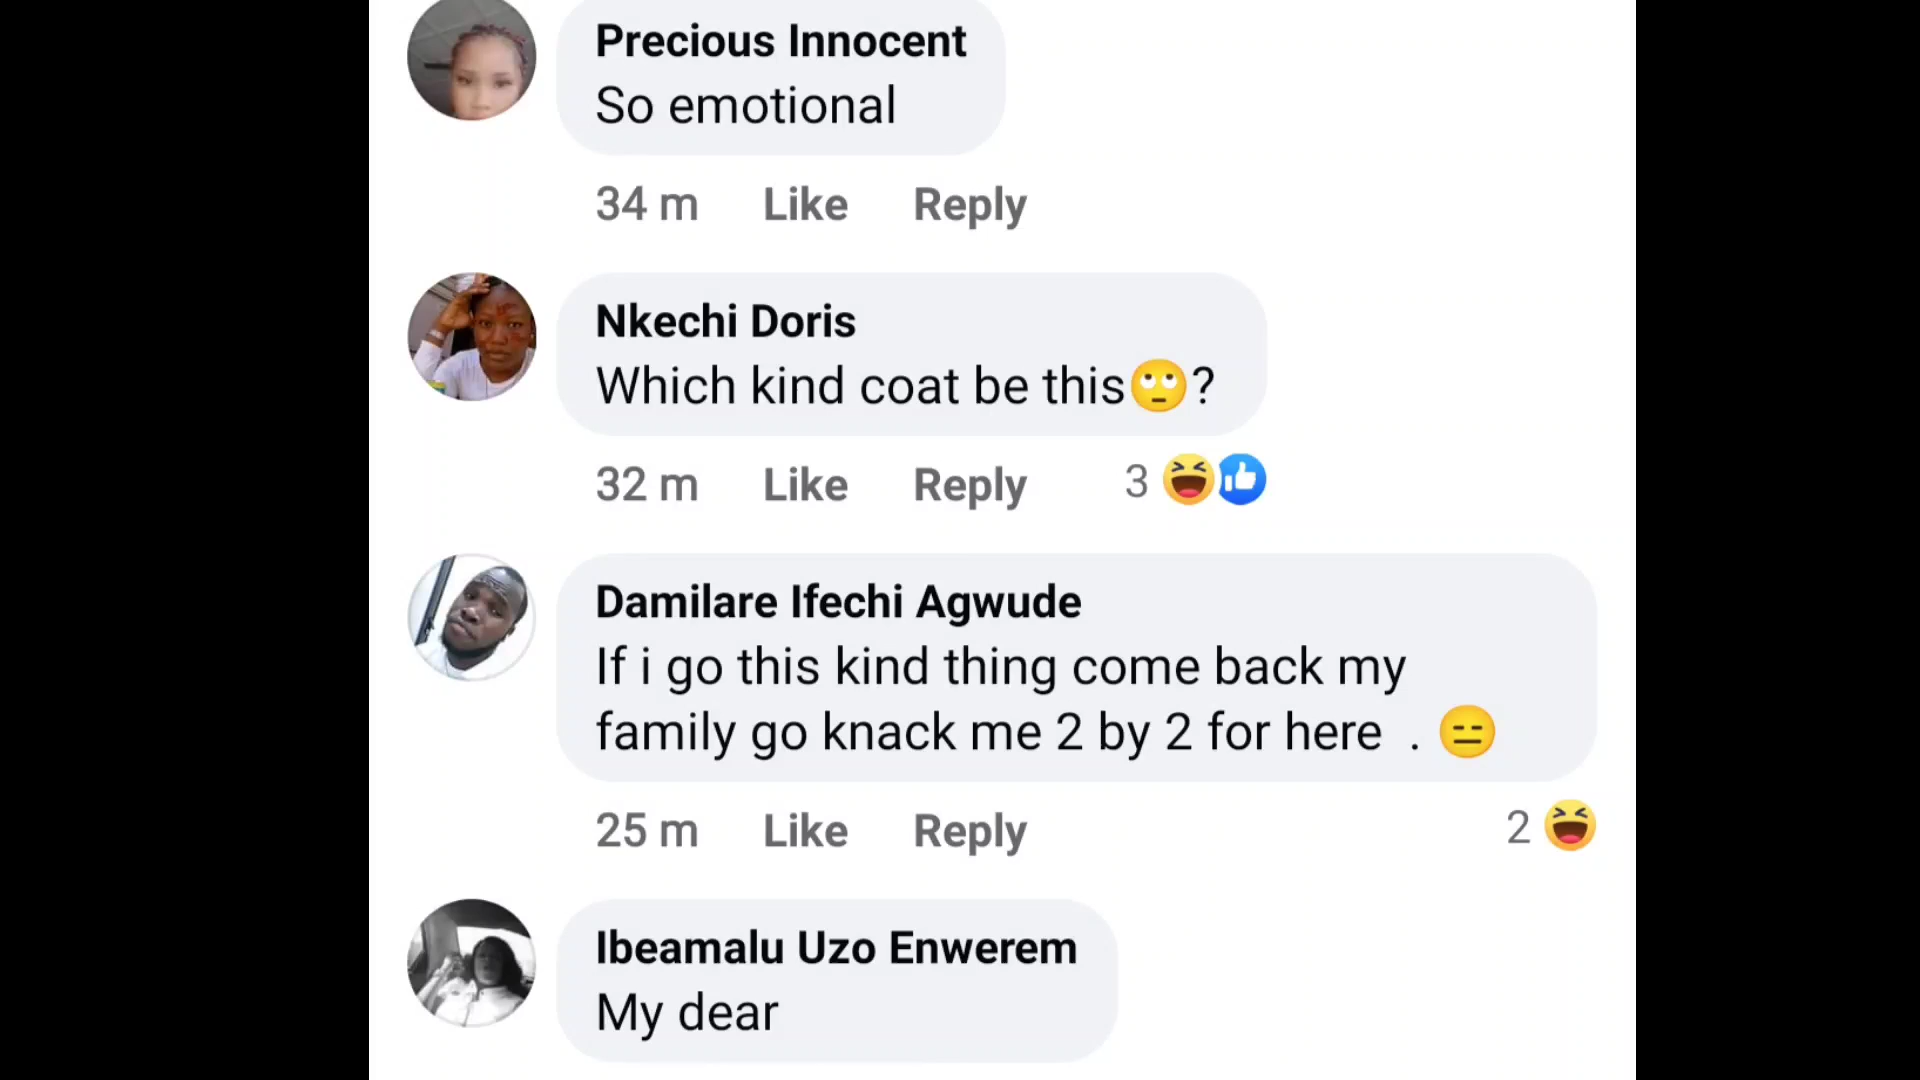 Precious Innocent
So emotional
34 m Like Reply
Nkechi Doris
Which kind coat be this🙄?
32 m Like Reply 3
Damilare Ifechi Agwude
If i go this kind thing come back my
family go knack me 2 by 2 for here . 😑
25 m Like Reply 2
Ibeamalu Uzo Enwerem
My dear